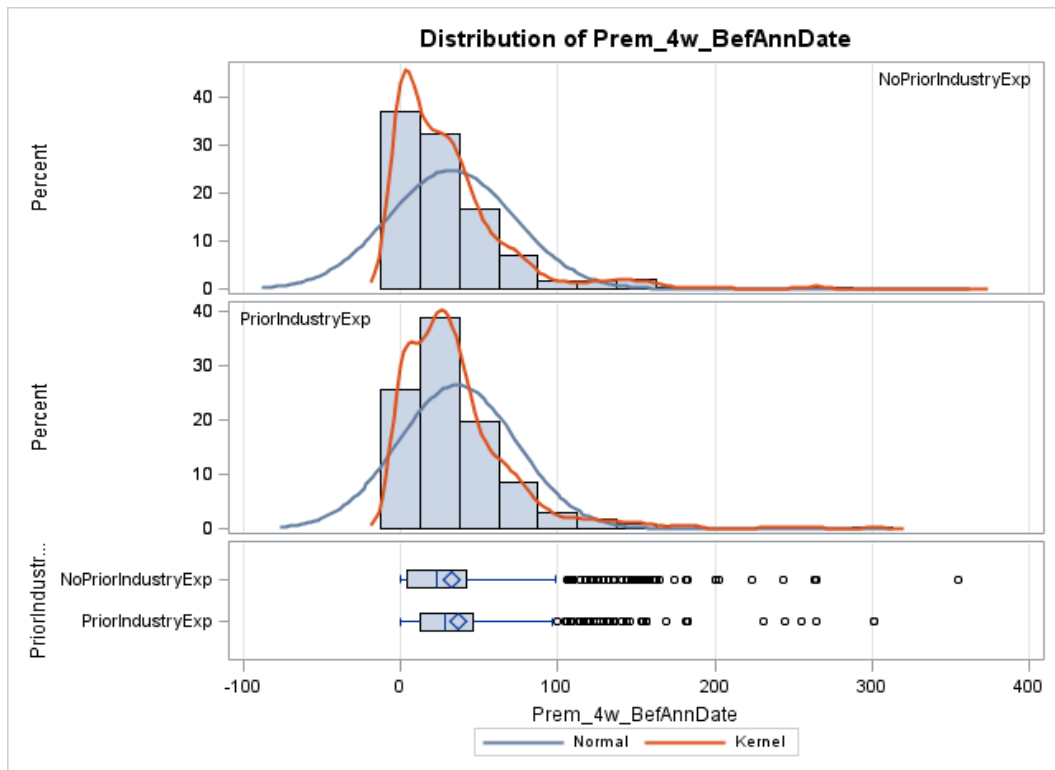 Distribution of Prem_4w_BefAnnDate
NoPriorIndustryExp
40
30
20
10
0
Percent
PriorIndustryExp
40
30
20
10
0
Percent
PriorIndustr...
NoPriorIndustryExp
PriorIndustryExp
-100 0 100 200 300 400
Prem_4w_BefAnnDate
Normal Kernel